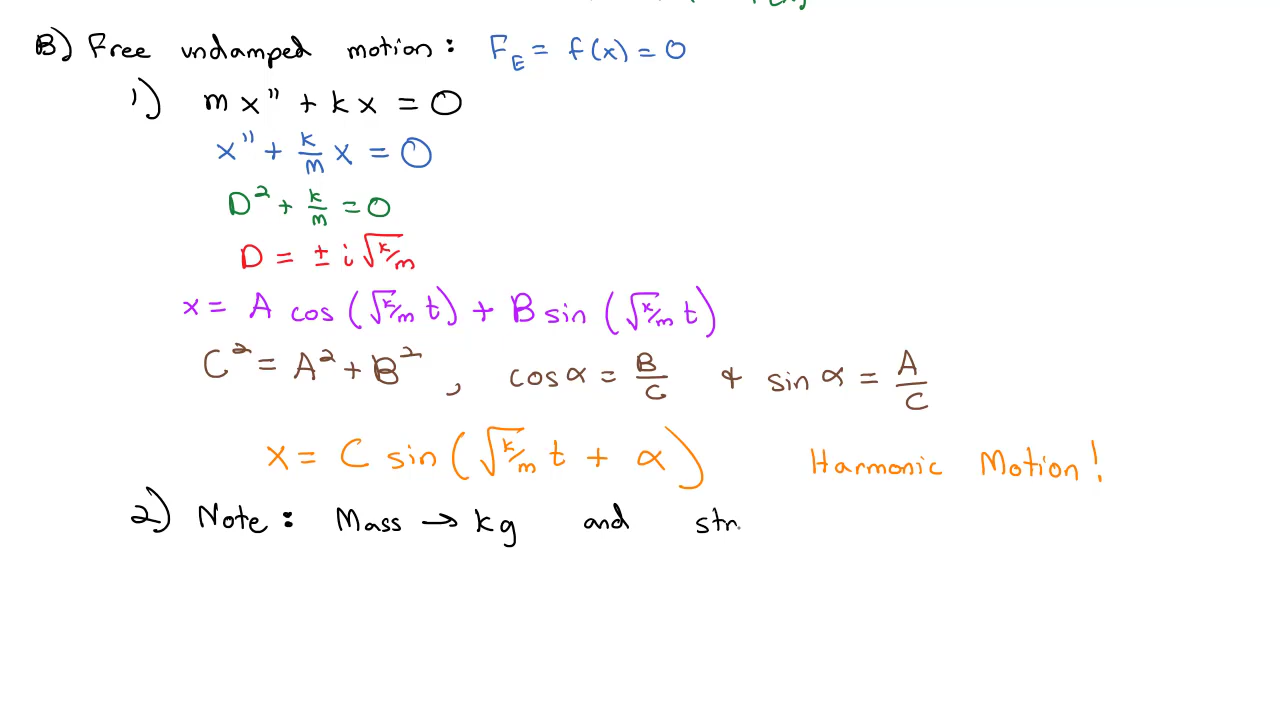 B) Free undamped motion: F_E = f(x) = 0
1) mx" + kx = 0
x" + k/m x = 0
D² + k/m = 0
D = ± i√k/m
x = A cos(√k/m t) + B sin(√k/m t)
C² = A² + B², cos α = B/C & sin α = A/C
x = C sin(√k/m t + α) Harmonic Motion!
2) Note: Mass → kg and str